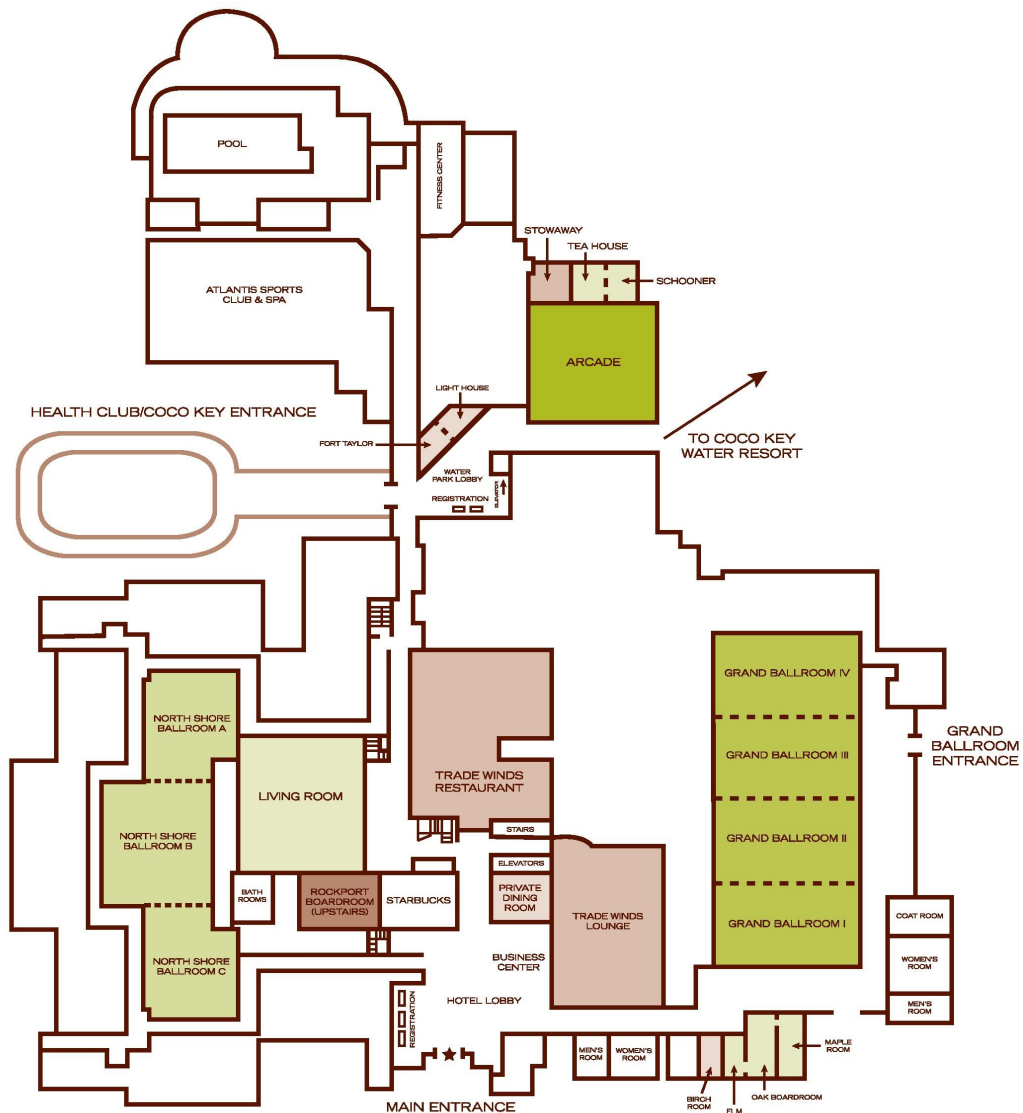 POOL
FITNESS CENTER
STOWAWAY
TEA HOUSE
SCHOONER
ATLANTIS SPORTS
CLUB & SPA
ARCADE
LIGHT HOUSE
HEALTH CLUB/COCO KEY ENTRANCE
FORT TAYLOR
TO COCO KEY
WATER RESORT
WATER
PARK LOBBY
REGISTRATION
ELEVATOR
GRAND BALLROOM IV
NORTH SHORE
BALLROOM A
GRAND
BALLROOM
ENTRANCE
GRAND BALLROOM III
TRADE WINDS
RESTAURANT
LIVING ROOM
STAIRS
NORTH SHORE
BALLROOM B
GRAND BALLROOM II
ELEVATORS
BATH
ROOMS
ROCKPORT
BOARDROOM
(UPSTAIRS)
STARBUCKS
PRIVATE
DINING
ROOM
TRADE WINDS
LOUNGE
GRAND BALLROOM I
COAT ROOM
NORTH SHORE
BALLROOM C
BUSINESS
CENTER
WOMEN'S
ROOM
HOTEL LOBBY
REGISTRATION
MEN'S
ROOM
MEN'S
ROOM
WOMEN'S
ROOM
MAPLE
ROOM
BIRCH
ROOM
ELM
OAK BOARDROOM
MAIN ENTRANCE